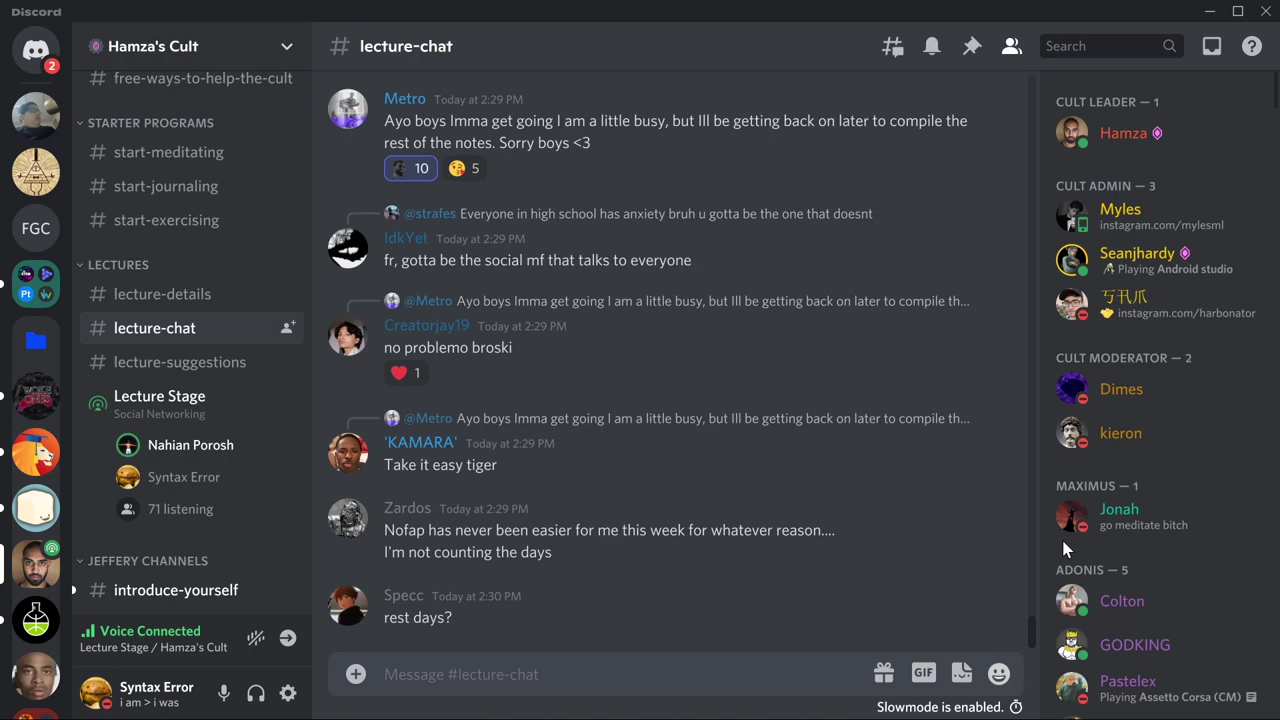 Discord
2
FGC
Pt
Hamza's Cult
free-ways-to-help-the-cult
STARTER PROGRAMS
start-meditating
start-journaling
start-exercising
LECTURES
lecture-details
lecture-chat
lecture-suggestions
Lecture Stage
Social Networking
Nahian Porosh
Syntax Error
71 listening
JEFFERY CHANNELS
introduce-yourself
Voice Connected
Lecture Stage / Hamza's Cult
Syntax Error
i am > i was
# lecture-chat
Search
Metro Today at 2:29 PM
Ayo boys Imma get going I am a little busy, but Ill be getting back on later to compile the
rest of the notes. Sorry boys <3
10 😘 5
@strafes Everyone in high school has anxiety bruh u gotta be the one that doesnt
IdkYet Today at 2:29 PM
fr, gotta be the social mf that talks to everyone
@Metro Ayo boys Imma get going I am a little busy, but Ill be getting back on later to compile th...
Creatorjay19 Today at 2:29 PM
no problemo broski
❤️ 1
@Metro Ayo boys Imma get going I am a little busy, but Ill be getting back on later to compile th...
'KAMARA' Today at 2:29 PM
Take it easy tiger
Zardos Today at 2:29 PM
Nofap has never been easier for me this week for whatever reason....
I'm not counting the days
Specc Today at 2:30 PM
rest days?
Message #lecture-chat
GIF
Slowmode is enabled.
CULT LEADER — 1
Hamza
CULT ADMIN — 3
Myles
instagram.com/mylesml
Seanjhardy
Playing Android studio
instagram.com/harbonator
CULT MODERATOR — 2
Dimes
kieron
MAXIMUS — 1
Jonah
go meditate bitch
ADONIS — 5
Colton
GODKING
Pastelex
Playing Assetto Corsa (CM)